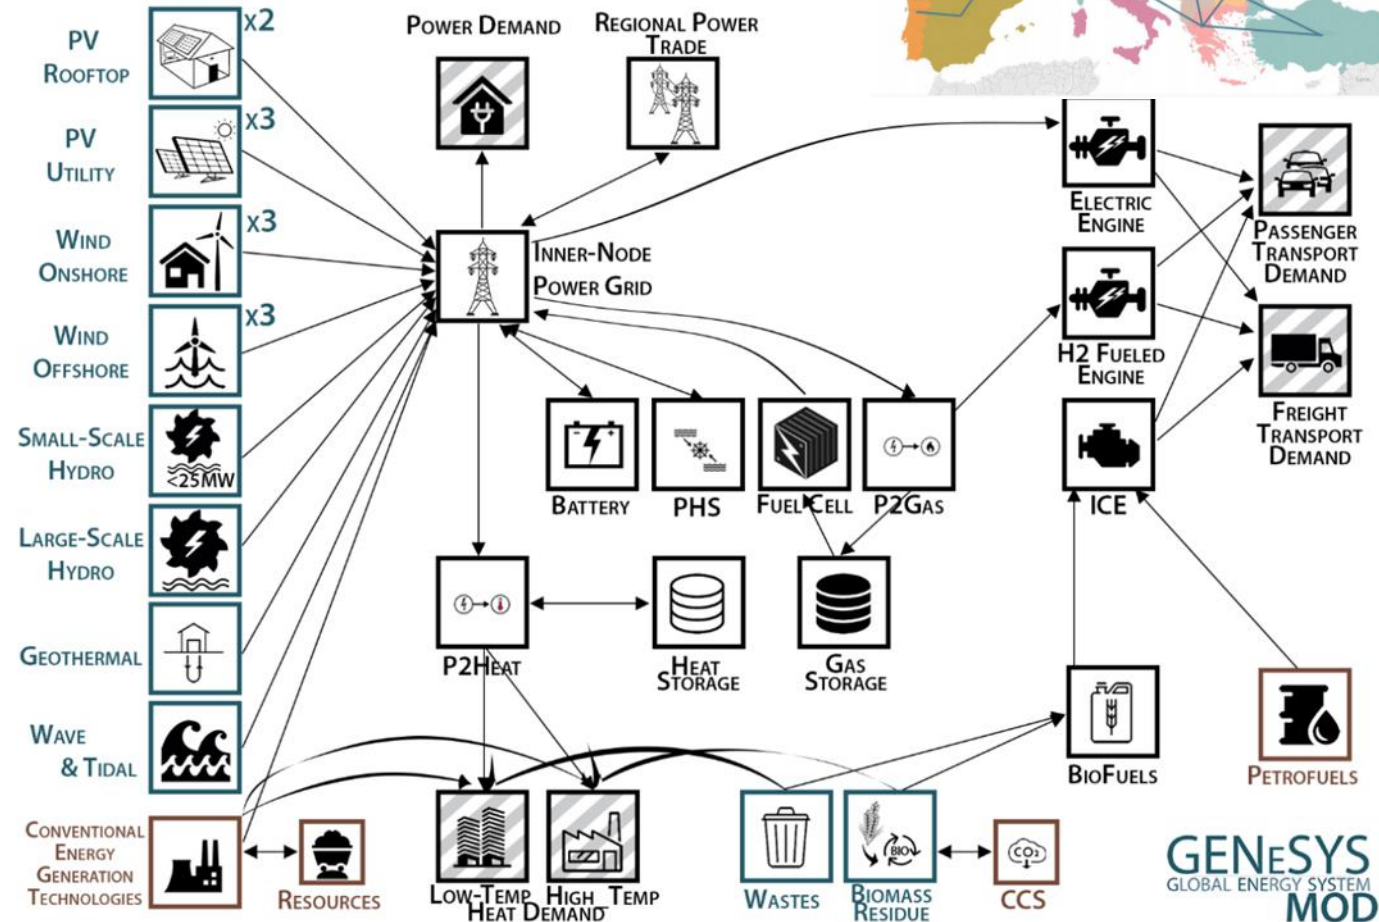 PV
ROOFTOP
x2
PV
UTILITY
x3
WIND
ONSHORE
x3
WIND
OFFSHORE
x3
SMALL-SCALE
HYDRO
<25MW
LARGE-SCALE
HYDRO
GEOTHERMAL
WAVE
& TIDAL
CONVENTIONAL
ENERGY
GENERATION
TECHNOLOGIES
RESOURCES
POWER DEMAND
REGIONAL POWER
TRADE
INNER-NODE
POWER GRID
BATTERY
PHS
FUEL CELL
P2GAS
P2HEAT
HEAT
STORAGE
GAS
STORAGE
LOW-TEMP
HIGH TEMP
HEAT DEMAND
WASTES
BIO
BIOMASS
RESIDUE
CO2
CCS
ELECTRIC
ENGINE
H2 FUELED
ENGINE
ICE
PASSENGER
TRANSPORT
DEMAND
FREIGHT
TRANSPORT
DEMAND
BIOFUELS
PETROFUELS
GENeSYS
GLOBAL ENERGY SYSTEM
MOD